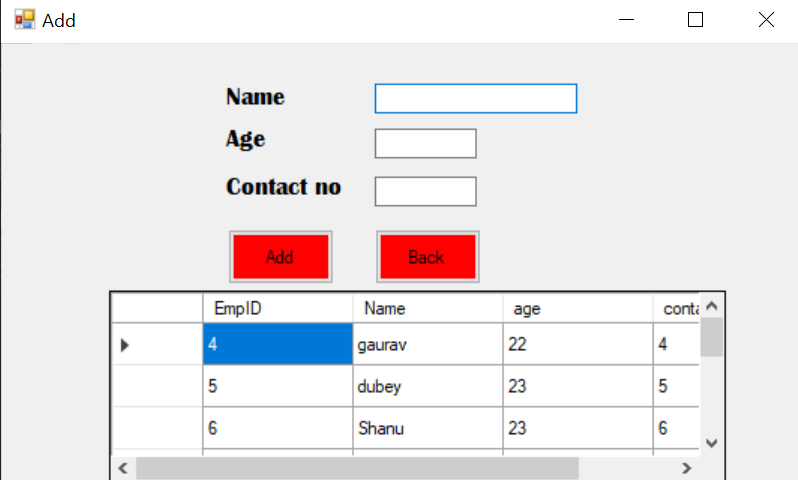 Add
Name
Age
Contact no
Add Back
EmpID Name age conta
4 gaurav 22 4
5 dubey 23 5
6 Shanu 23 6